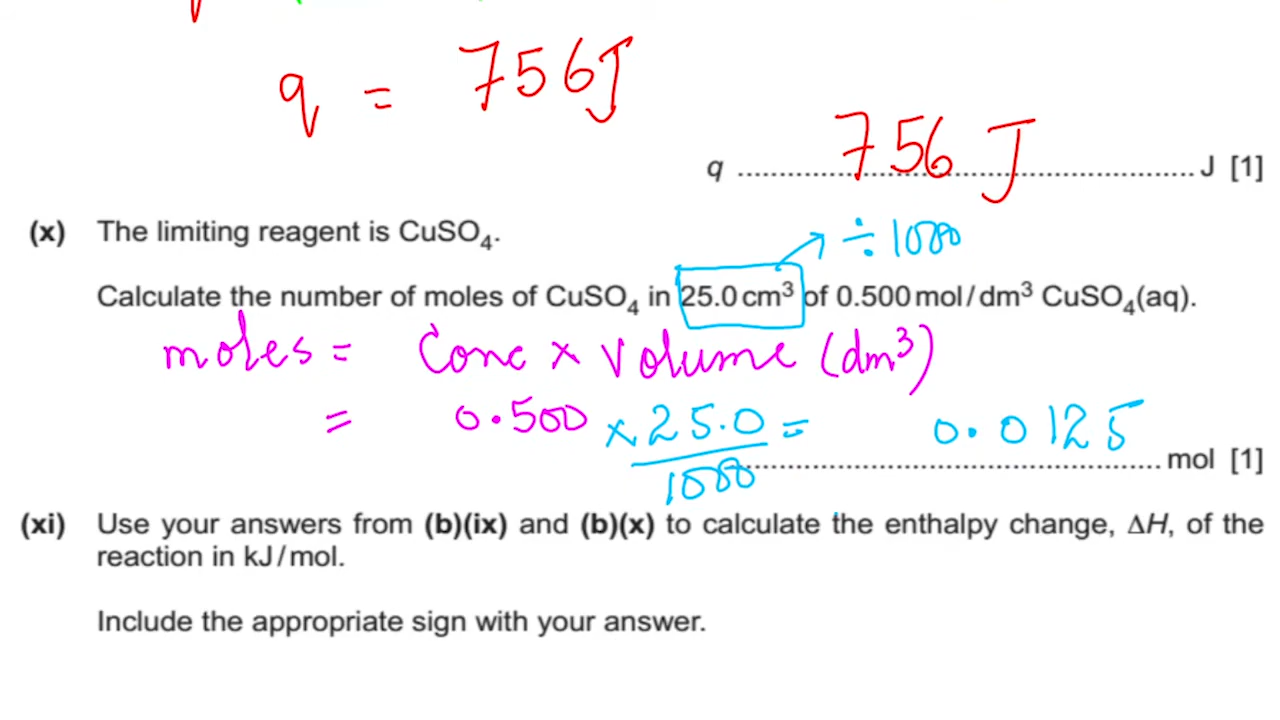 q = 756J
756 J
q ........................................................ J [1]
÷ 1000
(x) The limiting reagent is CuSO₄.
Calculate the number of moles of CuSO₄ in 25.0 cm³ of 0.500 mol/dm³ CuSO₄(aq).
moles = Conc × Volume (dm³)
= 0.500 × 25.0/1000 = 0.0125
........................................................ mol [1]
(xi) Use your answers from (b)(ix) and (b)(x) to calculate the enthalpy change, ΔH, of the
reaction in kJ/mol.
Include the appropriate sign with your answer.